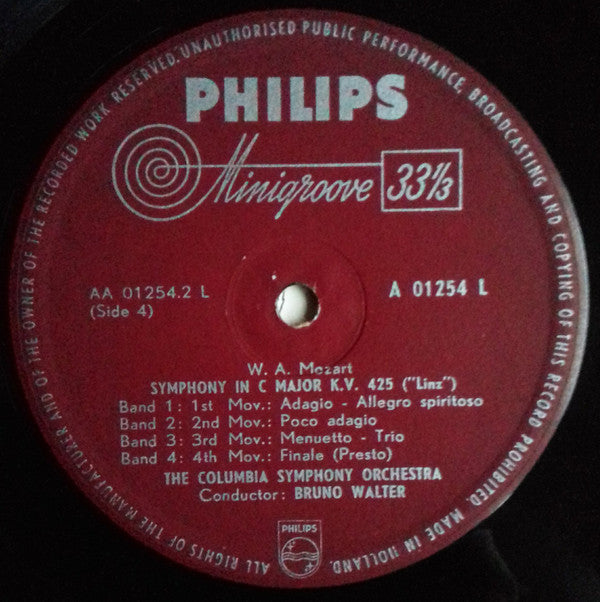 ALL RIGHTS OF THE MANUFACTURER AND OF THE OWNER OF THE RECORDED WORK RESERVED. UNAUTHORISED PUBLIC PERFORMANCE, BROADCASTING AND COPYING OF THIS RECORD PROHIBITED. MADE IN HOLLAND.
PHILIPS
Minigroove 33⅓
AA 01254.2 L
(Side 4)
A 01254 L
W. A. Mozart
SYMPHONY IN C MAJOR K.V. 425 ("Linz")
Band 1: 1st Mov.: Adagio - Allegro spiritoso
Band 2: 2nd Mov.: Poco adagio
Band 3: 3rd Mov.: Menuetto - Trio
Band 4: 4th Mov.: Finale (Presto)
THE COLUMBIA SYMPHONY ORCHESTRA
Conductor: BRUNO WALTER
PHILIPS